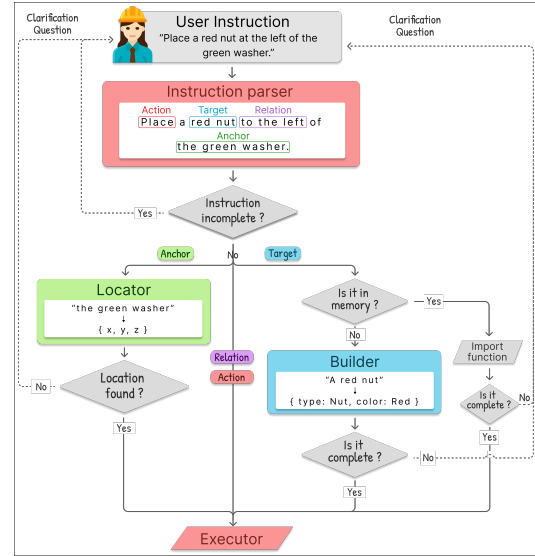 Clarification
Question
User Instruction
"Place a red nut at the left of the
green washer."
Clarification
Question
Instruction parser
Action Target Relation
Place a red nut to the left of
Anchor
the green washer.
Instruction
incomplete ?
Yes
Anchor
No
Target
Locator
"the green washer"
{ x, y, z }
Is it in
memory ?
Yes
No
Import
function
Relation
Action
Builder
"A red nut"
{ type: Nut, color: Red }
Location
found ?
No
Yes
Is it
complete ?
No
Yes
Is it
complete ?
No
Yes
Executor